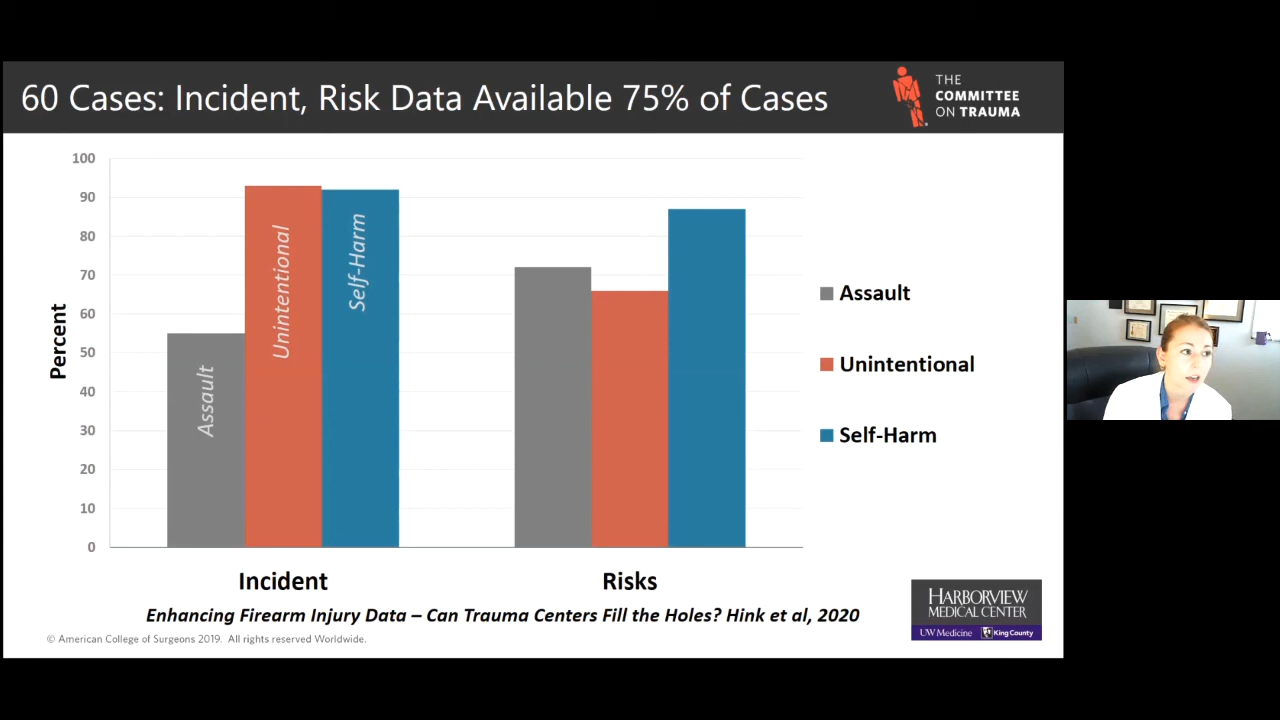 60 Cases: Incident, Risk Data Available 75% of Cases
THE
COMMITTEE
ON TRAUMA
100
90
80
70
60
50
40
30
20
10
0
Percent
Assault
Unintentional
Self-Harm
Assault
Unintentional
Self-Harm
Incident
Risks
Enhancing Firearm Injury Data – Can Trauma Centers Fill the Holes? Hink et al, 2020
© American College of Surgeons 2019. All rights reserved Worldwide.
HARBORVIEW
MEDICAL CENTER
UW Medicine
King County